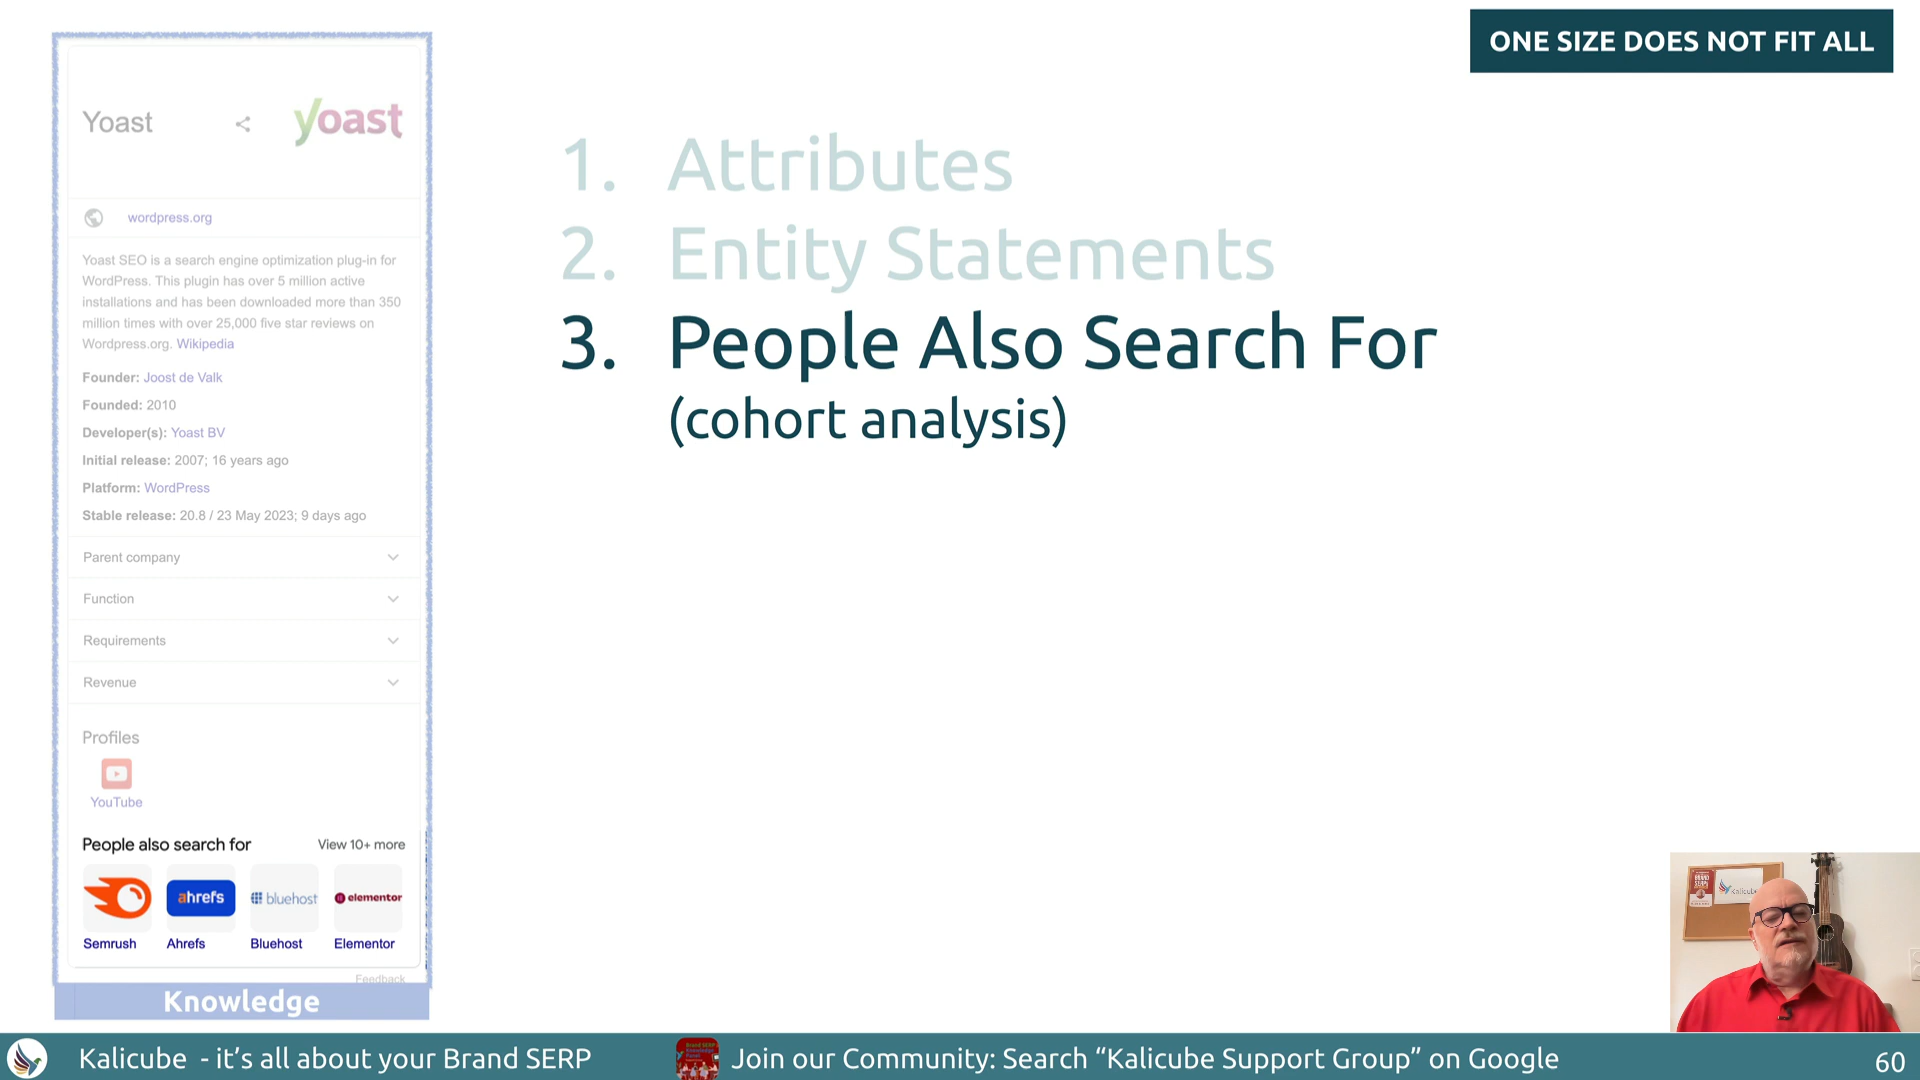 ONE SIZE DOES NOT FIT ALL
Yoast
yoast
wordpress.org
Yoast SEO is a search engine optimization plug-in for
WordPress. This plugin has over 5 million active
installations and has been downloaded more than 350
million times with over 25,000 five star reviews on
Wordpress.org. Wikipedia
Founder: Joost de Valk
Founded: 2010
Developer(s): Yoast BV
Initial release: 2007; 16 years ago
Platform: WordPress
Stable release: 20.8 / 23 May 2023; 9 days ago
Parent company
Function
Requirements
Revenue
Profiles
YouTube
People also search for View 10+ more
ahrefs
bluehost
elementor
Semrush Ahrefs Bluehost Elementor
Feedback
Knowledge
1. Attributes
2. Entity Statements
3. People Also Search For
(cohort analysis)
Kalicube
Kalicube - it's all about your Brand SERP
Join our Community: Search “Kalicube Support Group” on Google
60